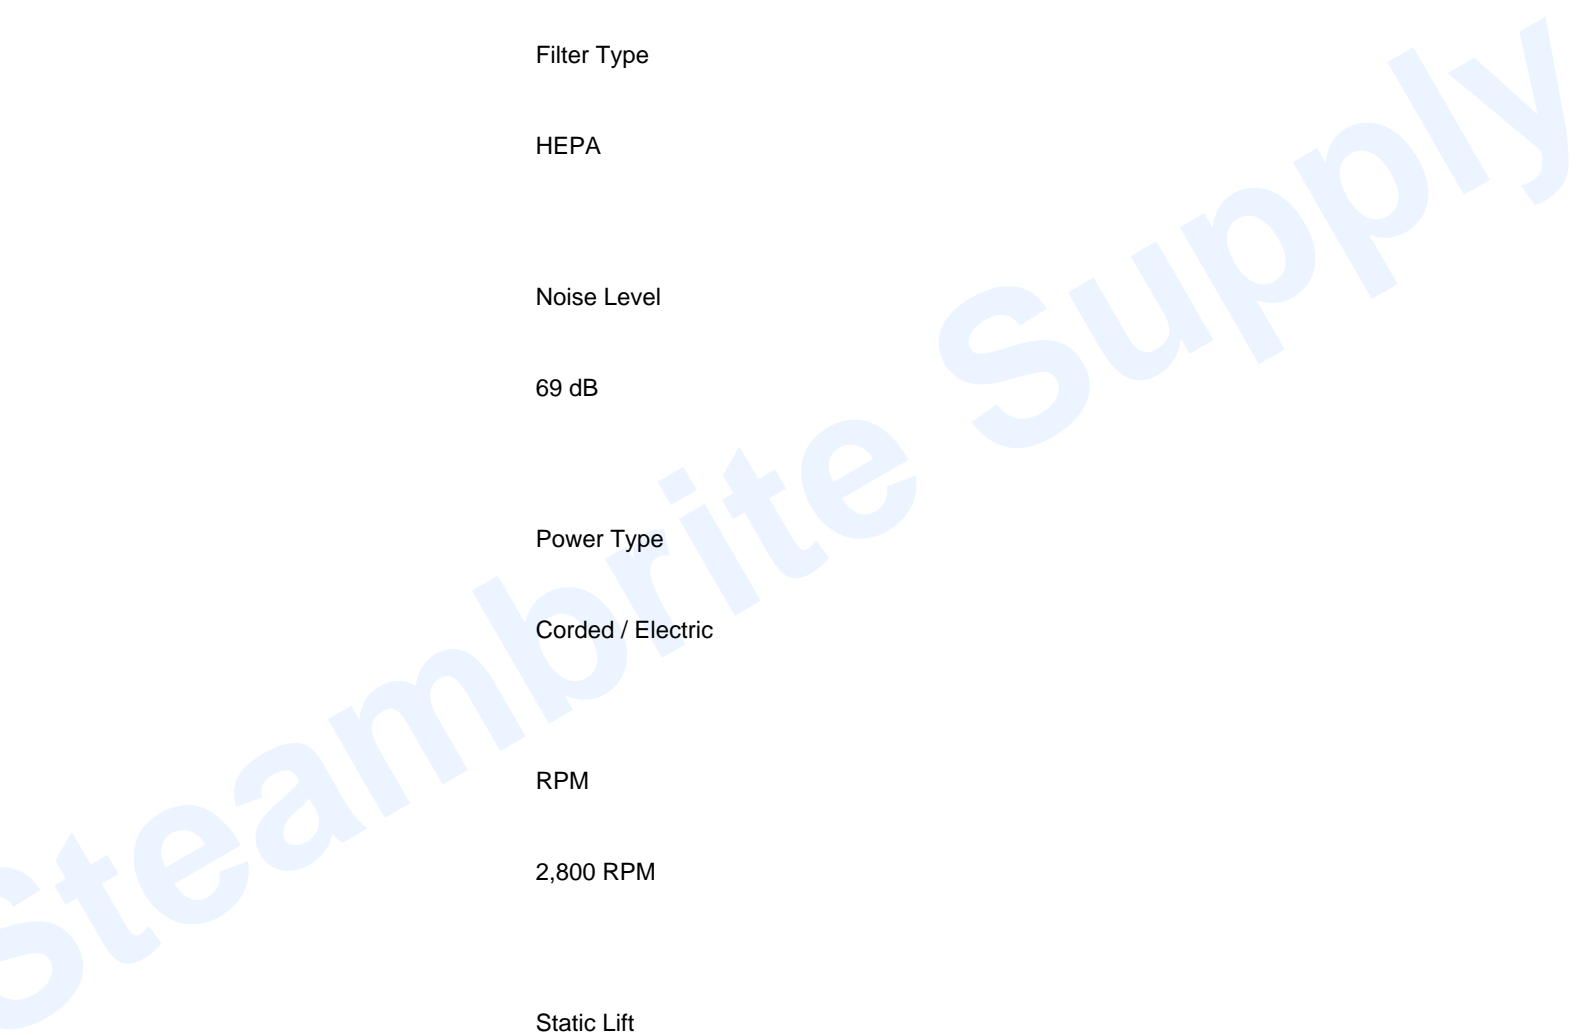 Filter Type
HEPA
Noise Level
69 dB
Power Type
Corded / Electric
RPM
2,800 RPM
Static Lift
Steambrite Supply